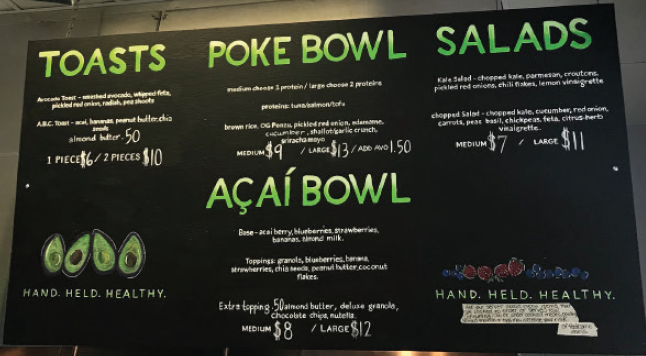 TOASTS
Avocado Toast - smashed avocado, whipped feta,
pickled red onion, radish, pea shoots
A.B.C. Toast - acai, bananas, peanut butter, chia
seeds
almond butter .50
1 PIECE $6 / 2 PIECES $10
HAND. HELD. HEALTHY.
POKE BOWL
medium choose 1 protein / large choose 2 proteins
proteins: tuna/salmon/tofu
brown rice, OG Ponzu, pickled red onion, edamame,
cucumber, shallot/garlic crunch,
sriracha mayo
MEDIUM $9 / LARGE $13 / ADD AVO 1.50
AÇAÍ BOWL
Base - acai berry, blueberries, strawberries,
bananas, almond milk.
Toppings: granola, blueberries, banana,
strawberries, chia seeds, peanut butter, coconut
flakes.
Extra topping .50 almond butter, deluxe granola,
chocolate chips, nutella.
MEDIUM $8 / LARGE $12
SALADS
Kale Salad - chopped kale, parmesan, croutons,
pickled red onions, chili flakes, lemon vinaigrette
chopped Salad - chopped kale, cucumber, red onion,
carrots, peas, basil, chickpeas, feta, citrus-herb
vinaigrette.
MEDIUM $7 / LARGE $11
HAND. HELD. HEALTHY.